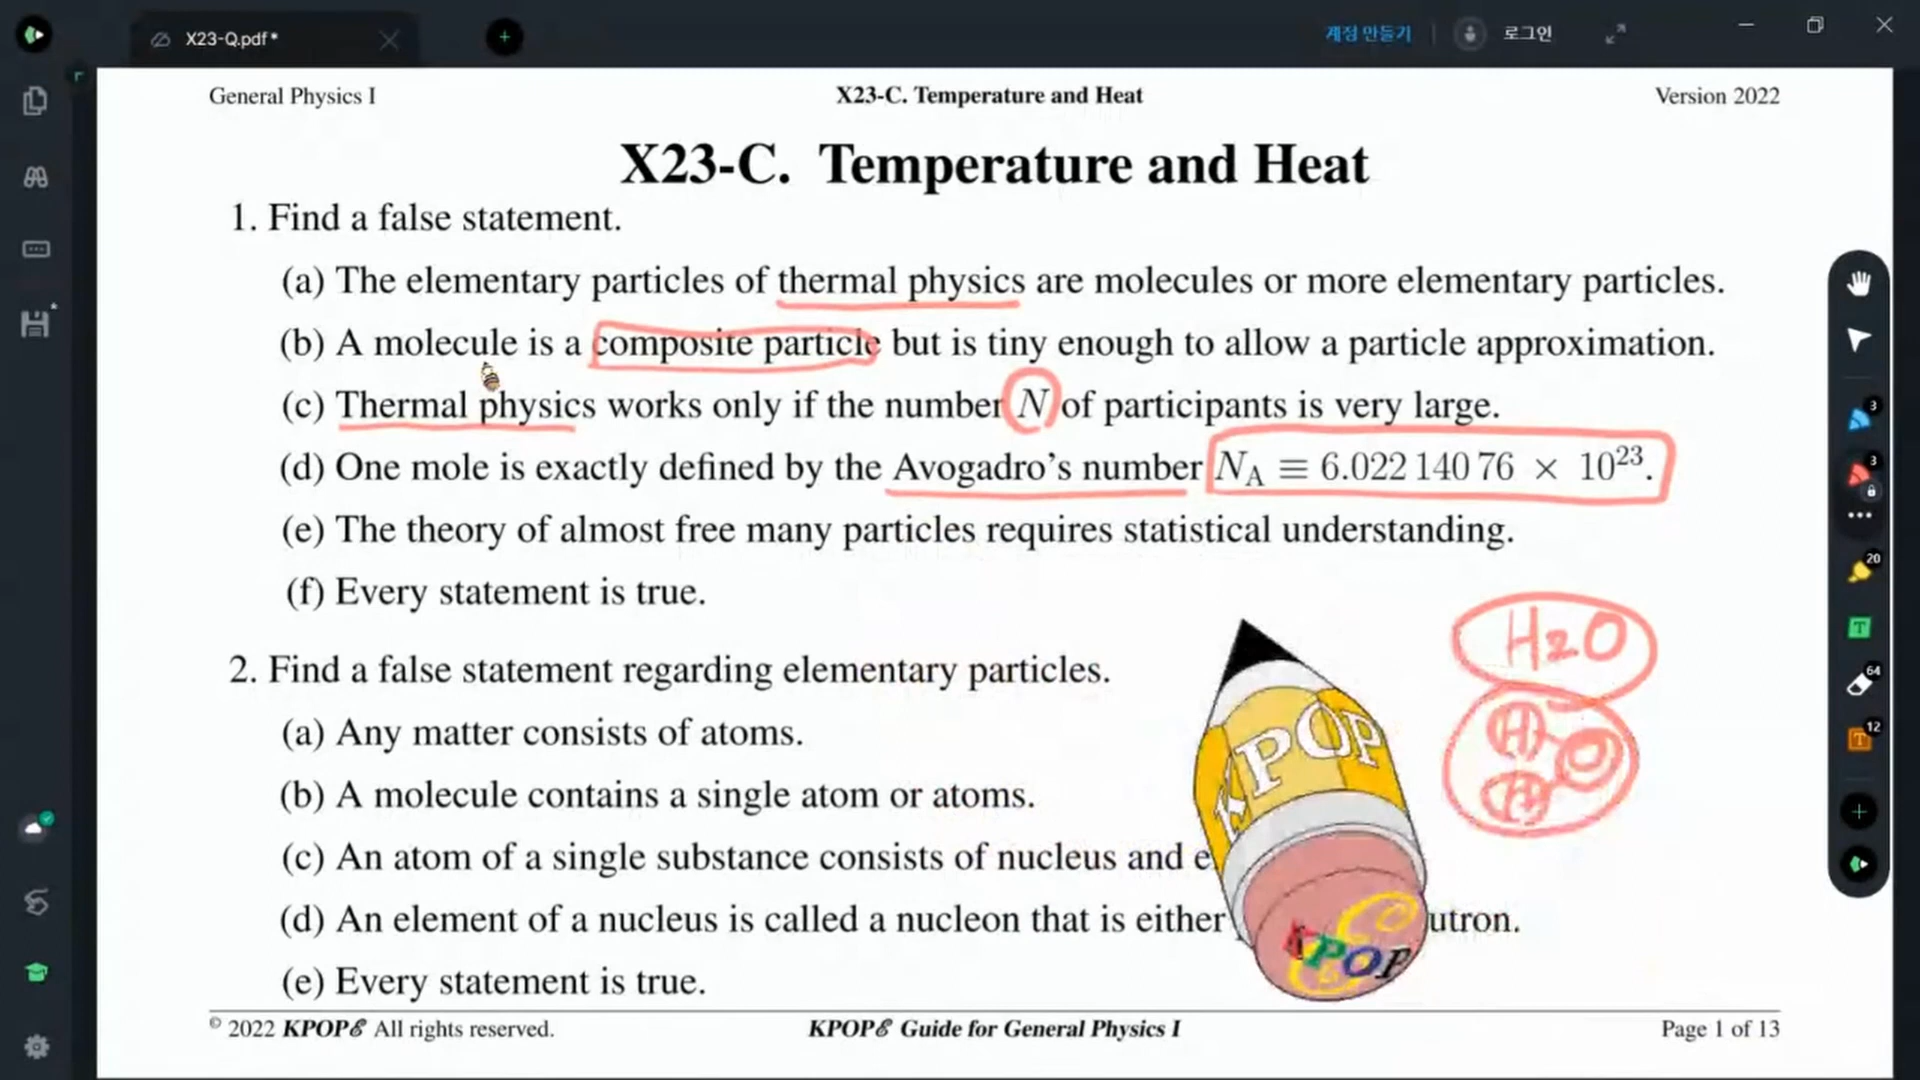 X23-Q.pdf*
계정 만들기
로그인
General Physics I
X23-C. Temperature and Heat
Version 2022
X23-C. Temperature and Heat
1. Find a false statement.
(a) The elementary particles of thermal physics are molecules or more elementary particles.
(b) A molecule is a composite particle but is tiny enough to allow a particle approximation.
(c) Thermal physics works only if the number N of participants is very large.
(d) One mole is exactly defined by the Avogadro's number N_A ≡ 6.022 140 76 × 10^23.
(e) The theory of almost free many particles requires statistical understanding.
(f) Every statement is true.
H2O
H
O
H
2. Find a false statement regarding elementary particles.
(a) Any matter consists of atoms.
(b) A molecule contains a single atom or atoms.
(c) An atom of a single substance consists of nucleus and e
(d) An element of a nucleus is called a nucleon that is either utron.
(e) Every statement is true.
KPOP
KPOP
© 2022 KPOPℰ All rights reserved.
KPOPℰ Guide for General Physics I
Page 1 of 13
3
3
20
T
64
12
T